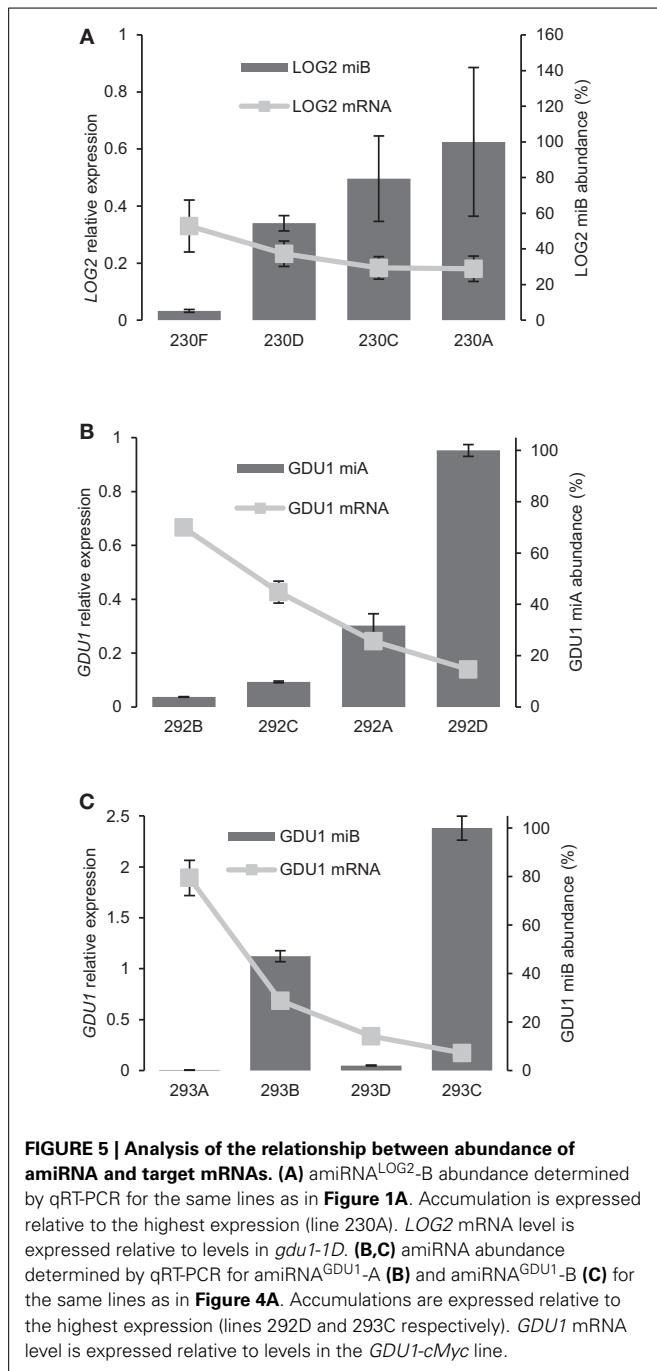 A
1
0.8
0.6
0.4
0.2
0
LOG2 relative expression
LOG2 miB
LOG2 mRNA
160
140
120
100
80
60
40
20
0
LOG2 miB abundance (%)
230F 230D 230C 230A
B
1
0.8
0.6
0.4
0.2
0
GDU1 relative expression
GDU1 miA
GDU1 mRNA
100
80
60
40
20
0
GDU1 miA abundance (%)
292B 292C 292A 292D
C
2.5
2
1.5
1
0.5
0
GDU1 relative expression
GDU1 miB
GDU1 mRNA
100
80
60
40
20
0
GDU1 miB abundance (%)
293A 293B 293D 293C
FIGURE 5 | Analysis of the relationship between abundance of
amiRNA and target mRNAs. (A) amiRNA^LOG2-B abundance determined
by qRT-PCR for the same lines as in Figure 1A. Accumulation is expressed
relative to the highest expression (line 230A). LOG2 mRNA level is
expressed relative to levels in gdu1-1D. (B,C) amiRNA abundance
determined by qRT-PCR for amiRNA^GDU1-A (B) and amiRNA^GDU1-B (C) for
the same lines as in Figure 4A. Accumulations are expressed relative to
the highest expression (lines 292D and 293C respectively). GDU1 mRNA
level is expressed relative to levels in the GDU1-cMyc line.